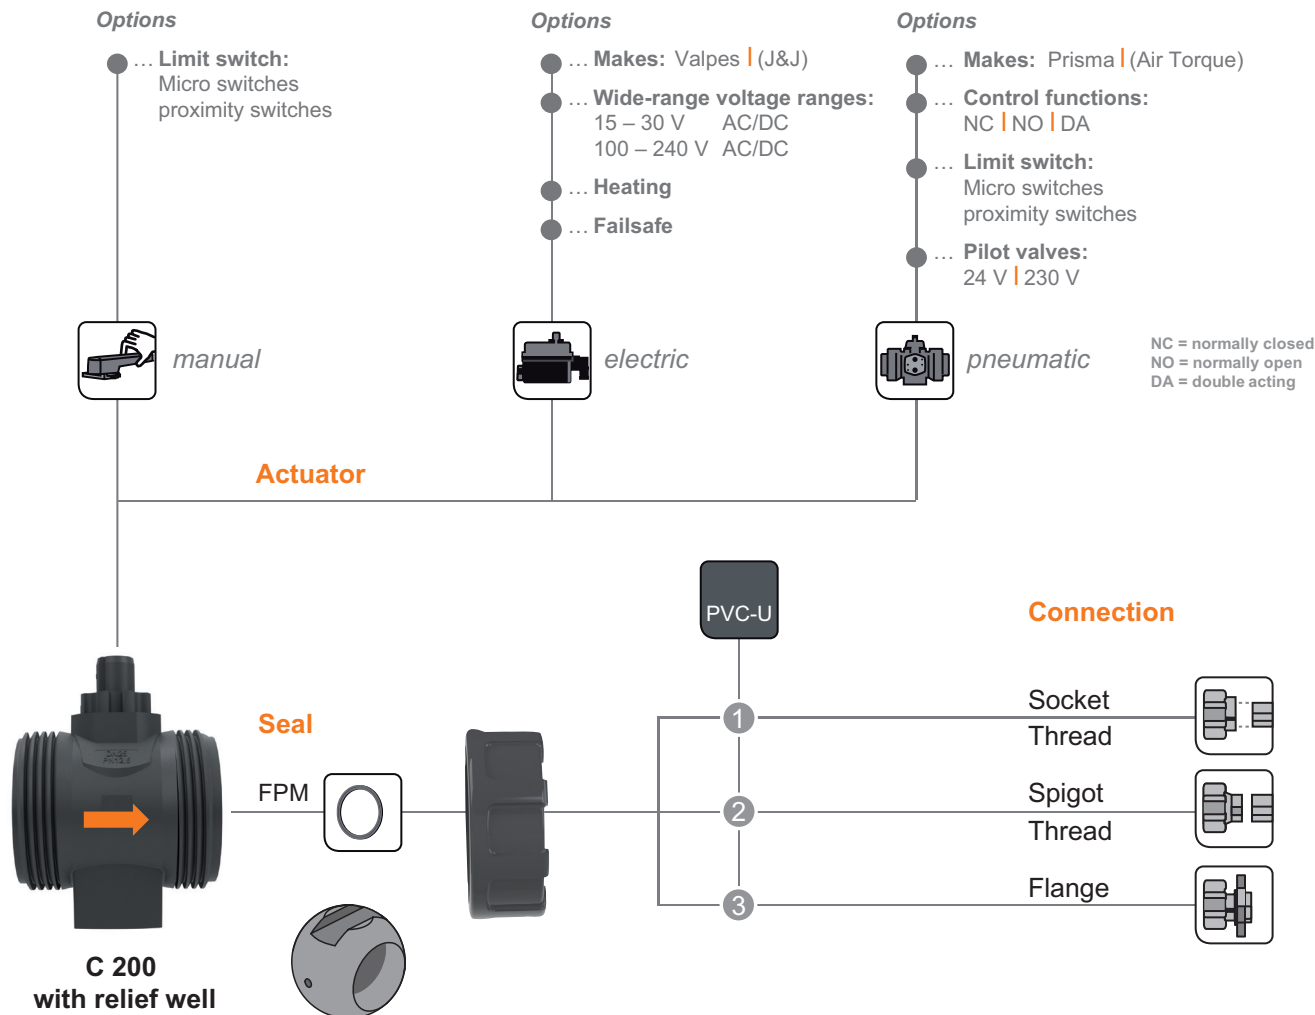 Options
… Limit switch:
Micro switches
proximity switches
manual
Options
… Makes: Valpes | (J&J)
… Wide-range voltage ranges:
15 – 30 V AC/DC
100 – 240 V AC/DC
… Heating
… Failsafe
electric
Options
… Makes: Prisma | (Air Torque)
… Control functions:
NC | NO | DA
… Limit switch:
Micro switches
proximity switches
… Pilot valves:
24 V | 230 V
pneumatic
NC = normally closed
NO = normally open
DA = double acting
Actuator
PVC-U
Connection
Seal
FPM
1
Socket
Thread
2
Spigot
Thread
3
Flange
C 200
with relief well